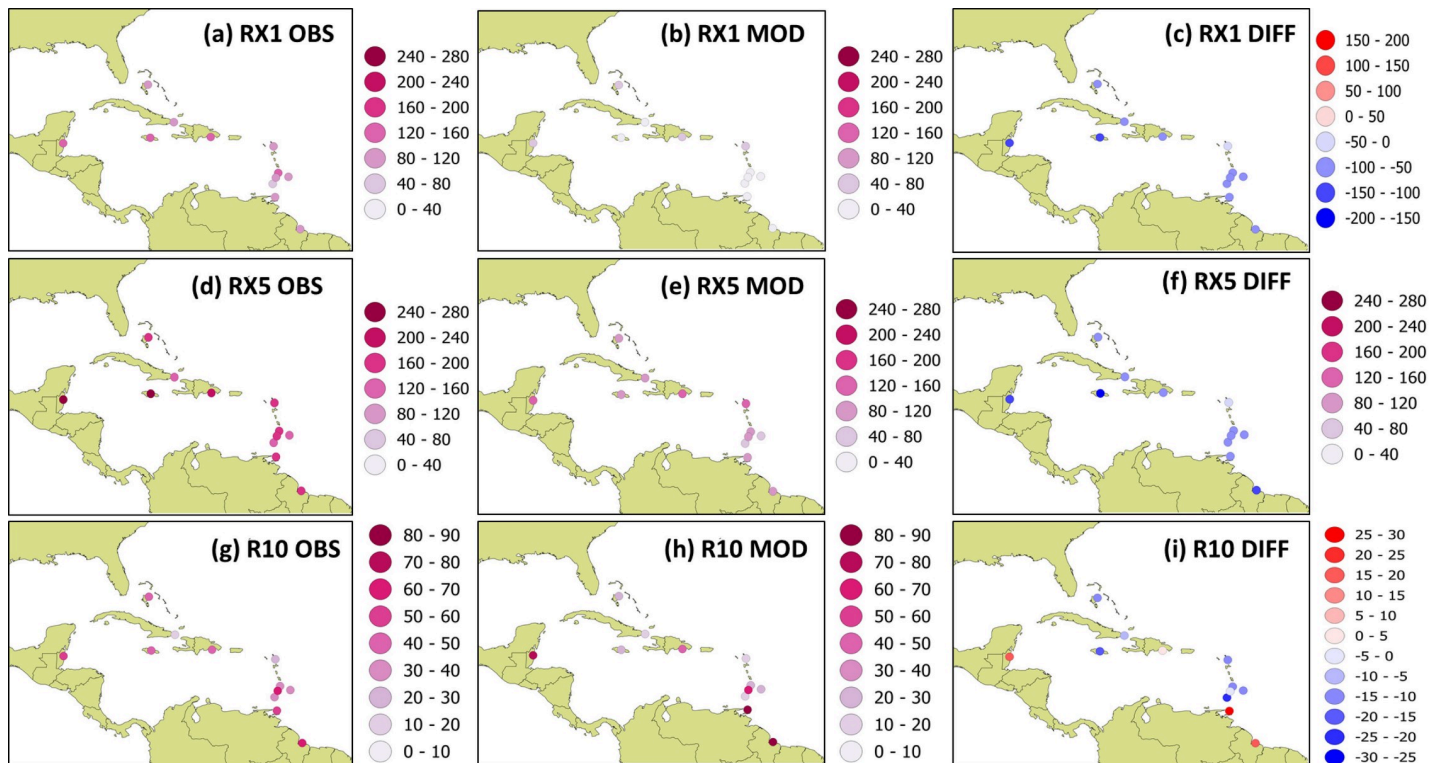 (a) RX1 OBS
240 - 280
200 - 240
160 - 200
120 - 160
80 - 120
40 - 80
0 - 40
(b) RX1 MOD
240 - 280
200 - 240
160 - 200
120 - 160
80 - 120
40 - 80
0 - 40
(c) RX1 DIFF
150 - 200
100 - 150
50 - 100
0 - 50
-50 - 0
-100 - -50
-150 - -100
-200 - -150
(d) RX5 OBS
240 - 280
200 - 240
160 - 200
120 - 160
80 - 120
40 - 80
0 - 40
(e) RX5 MOD
240 - 280
200 - 240
160 - 200
120 - 160
80 - 120
40 - 80
0 - 40
(f) RX5 DIFF
240 - 280
200 - 240
160 - 200
120 - 160
80 - 120
40 - 80
0 - 40
(g) R10 OBS
80 - 90
70 - 80
60 - 70
50 - 60
40 - 50
30 - 40
20 - 30
10 - 20
0 - 10
(h) R10 MOD
80 - 90
70 - 80
60 - 70
50 - 60
40 - 50
30 - 40
20 - 30
10 - 20
0 - 10
(i) R10 DIFF
25 - 30
20 - 25
15 - 20
10 - 15
5 - 10
0 - 5
-5 - 0
-10 - -5
-15 - -10
-20 - -15
-25 - -20
-30 - -25